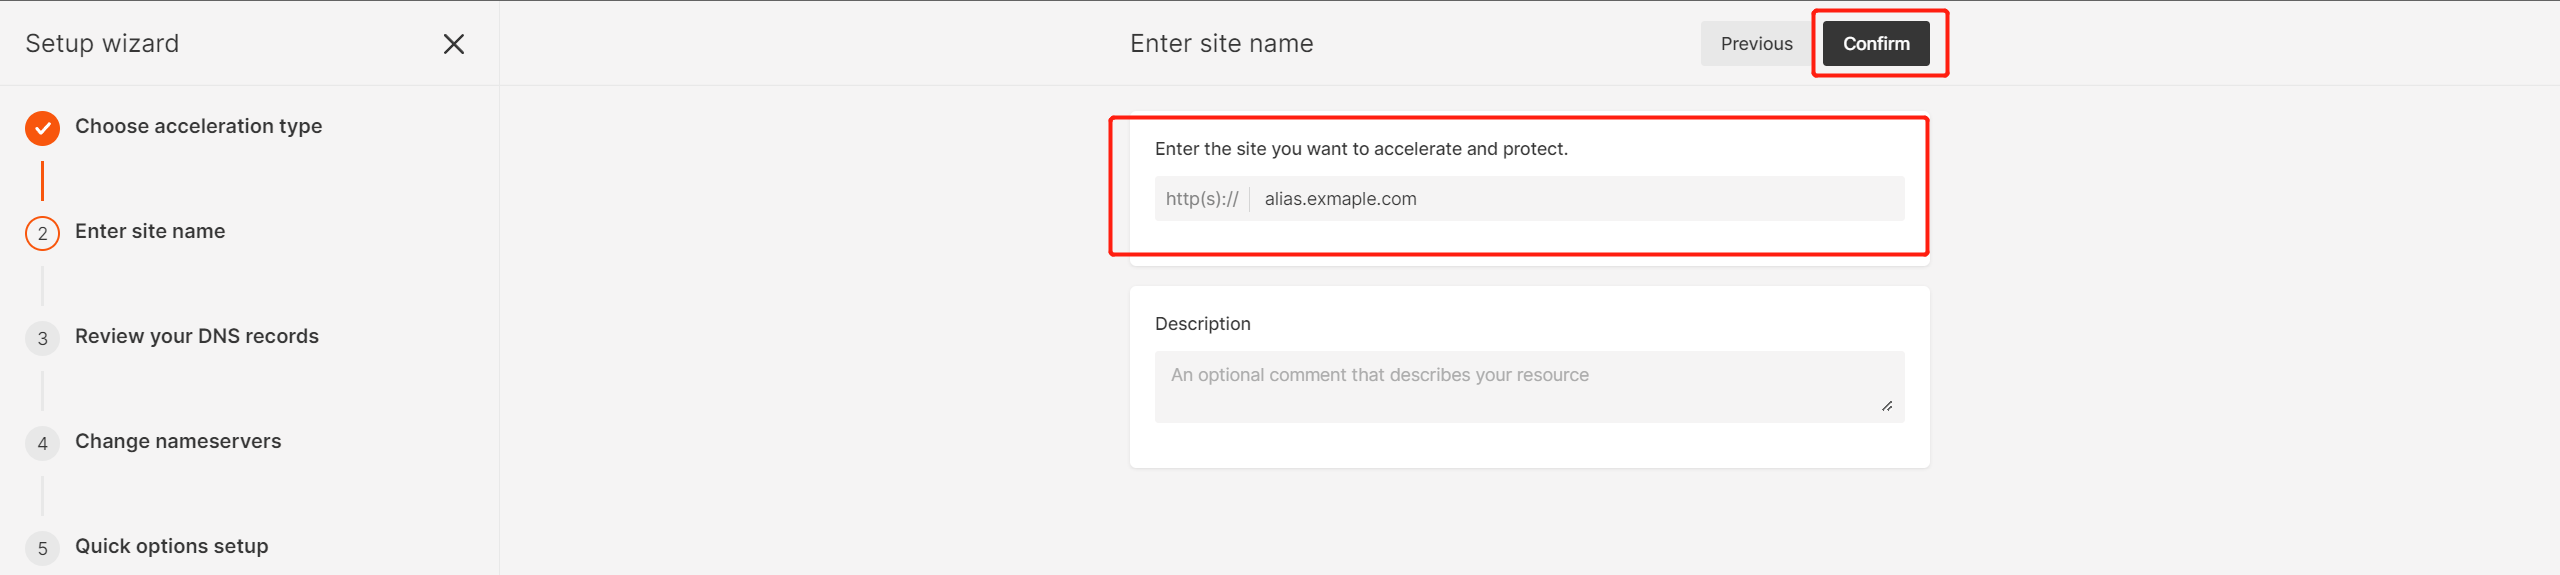 Setup wizard
Enter site name
Previous
Confirm
Choose acceleration type
2
Enter site name
3
Review your DNS records
4
Change nameservers
5
Quick options setup
Enter the site you want to accelerate and protect.
http(s):// alias.exmaple.com
Description
An optional comment that describes your resource